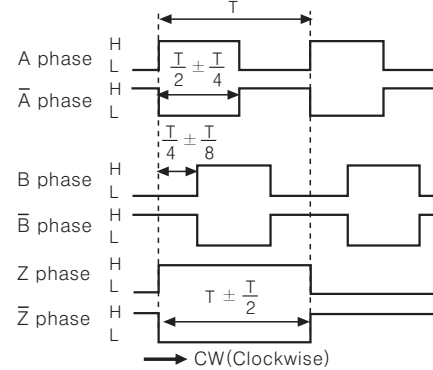 T
H
A phase
L
T/2 ± T/4
H
A̅ phase
L
T/4 ± T/8
H
B phase
L
H
B̅ phase
L
H
Z phase
L
T ± T/2
H
Z̅ phase
L
CW(Clockwise)